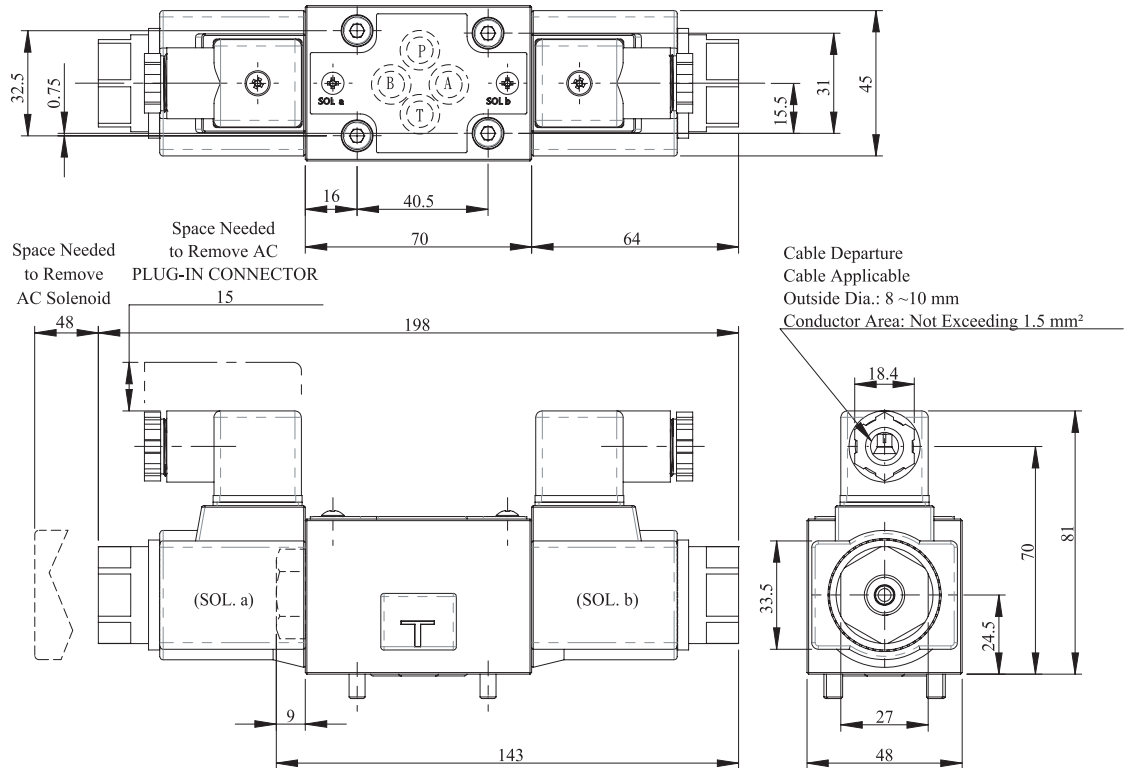 32.5
0.75
P
B
A
T
SOL a
SOL b
15.5
31
45
16
40.5
70
64
Space Needed
to Remove
AC Solenoid
48
Space Needed
to Remove AC
PLUG-IN CONNECTOR
15
198
Cable Departure
Cable Applicable
Outside Dia.: 8 ~10 mm
Conductor Area: Not Exceeding 1.5 mm²
18.4
(SOL. a)
(SOL. b)
T
33.5
24.5
70
81
9
143
27
48